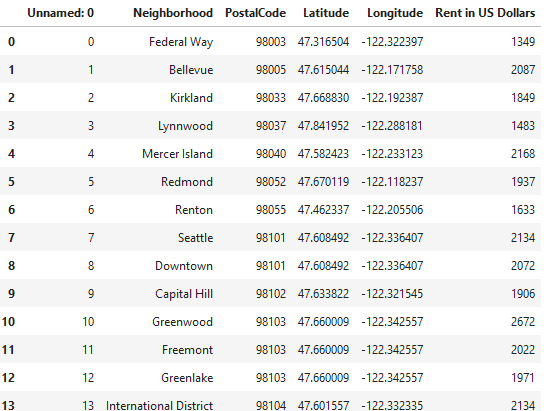 Unnamed: 0 Neighborhood PostalCode Latitude Longitude Rent in US Dollars
0 0 Federal Way 98003 47.316504 -122.322397 1349
1 1 Bellevue 98005 47.615044 -122.171758 2087
2 2 Kirkland 98033 47.668830 -122.192387 1849
3 3 Lynnwood 98037 47.841952 -122.288181 1483
4 4 Mercer Island 98040 47.582423 -122.233123 2168
5 5 Redmond 98052 47.670119 -122.118237 1937
6 6 Renton 98055 47.462337 -122.205506 1633
7 7 Seattle 98101 47.608492 -122.336407 2134
8 8 Downtown 98101 47.608492 -122.336407 2072
9 9 Capital Hill 98102 47.633822 -122.321545 1906
10 10 Greenwood 98103 47.660009 -122.342557 2672
11 11 Freemont 98103 47.660009 -122.342557 2022
12 12 Greenlake 98103 47.660009 -122.342557 1971
13 13 International District 98104 47.601557 -122.332335 2134